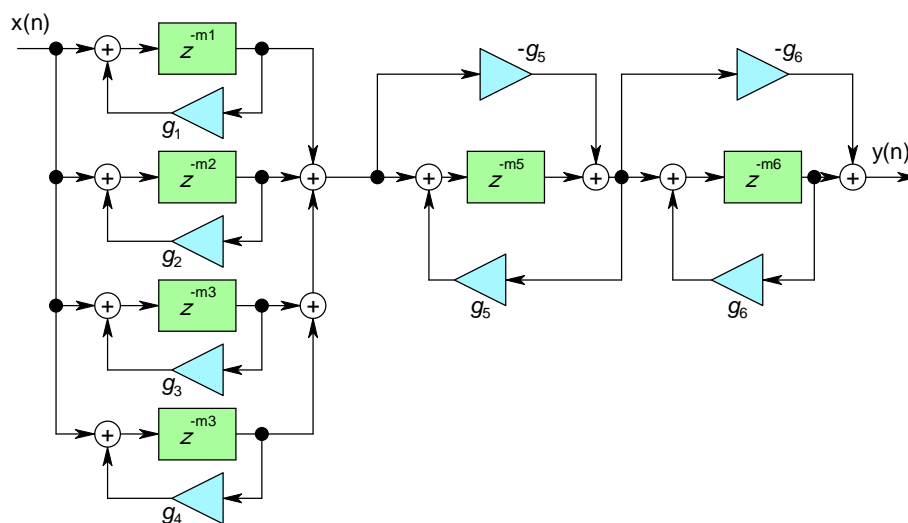 x(n)
z-m1
g1
z-m2
g2
z-m3
g3
z-m3
g4
-g5
z-m5
g5
-g6
z-m6
g6
y(n)